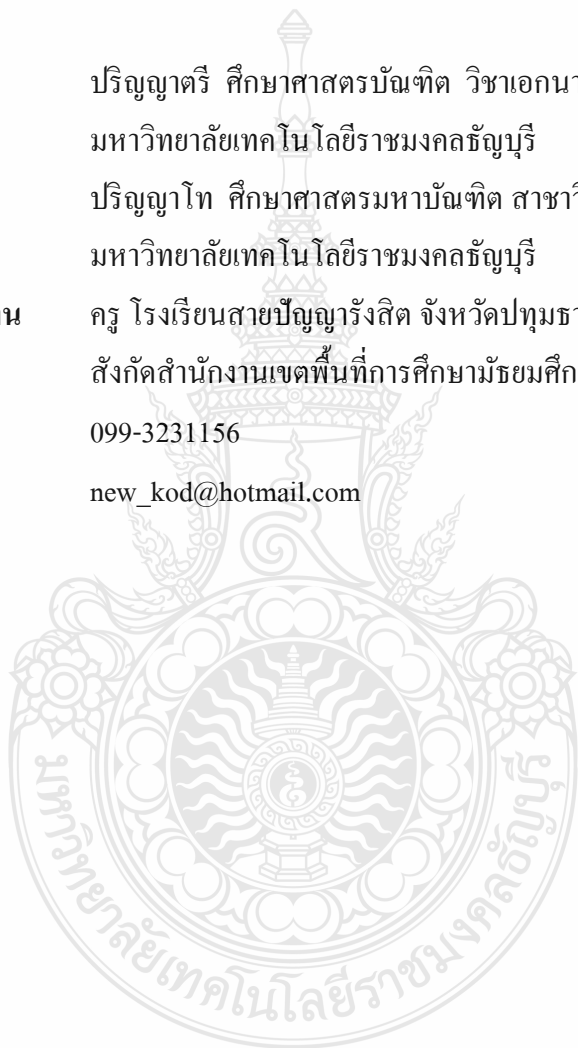 ปริญญาตรี ศึกษาศาสตรบัณฑิต วิชาเอกนา
มหาวิทยาลัยเทคโนโลยีราชมงคลธัญบุรี
ปริญญาโท ศึกษาศาสตรมหาบัณฑิต สาขาวิ
มหาวิทยาลัยเทคโนโลยีราชมงคลธัญบุรี
าน ครู โรงเรียนสายปัญญารังสิต จังหวัดปทุมธา
สังกัดสำนักงานเขตพื้นที่การศึกษามัธยมศึก
099-3231156
new_kod@hotmail.com
มหาวิทยาลัยเทคโนโลยีราชมงคลธัญบุรี